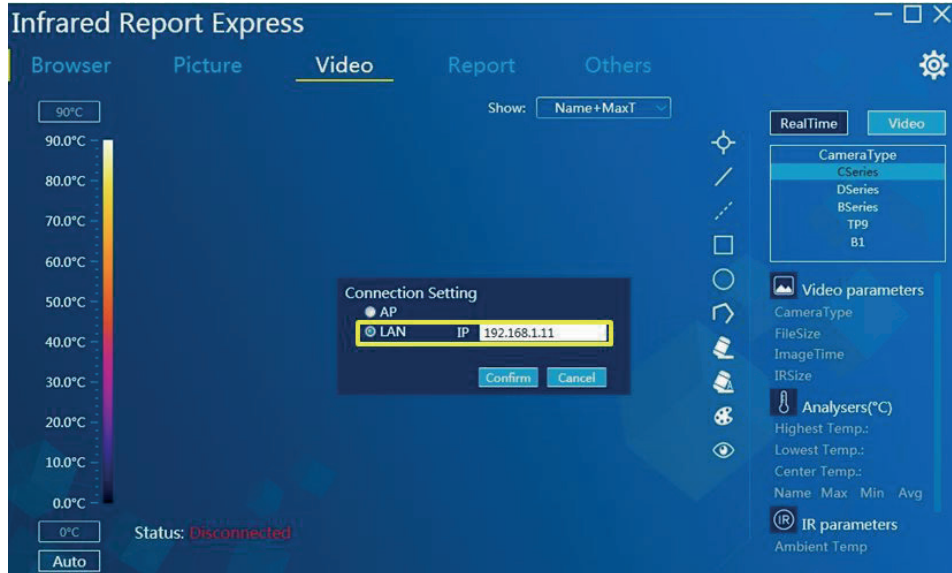 Infrared Report Express
Browser Picture Video Report Others
90°C
Show: Name+MaxT
RealTime Video
90.0°C
80.0°C
70.0°C
60.0°C
50.0°C
40.0°C
30.0°C
20.0°C
10.0°C
0.0°C
0°C
Auto
Status: Disconnected
Connection Setting
AP
LAN IP 192.168.1.11
Confirm Cancel
CameraType
CSeries
DSeries
BSeries
TP9
B1
Video parameters
CameraType
FileSize
ImageTime
IRSize
Analysers(°C)
Highest Temp.:
Lowest Temp.:
Center Temp.:
Name Max Min Avg
IR IR parameters
Ambient Temp